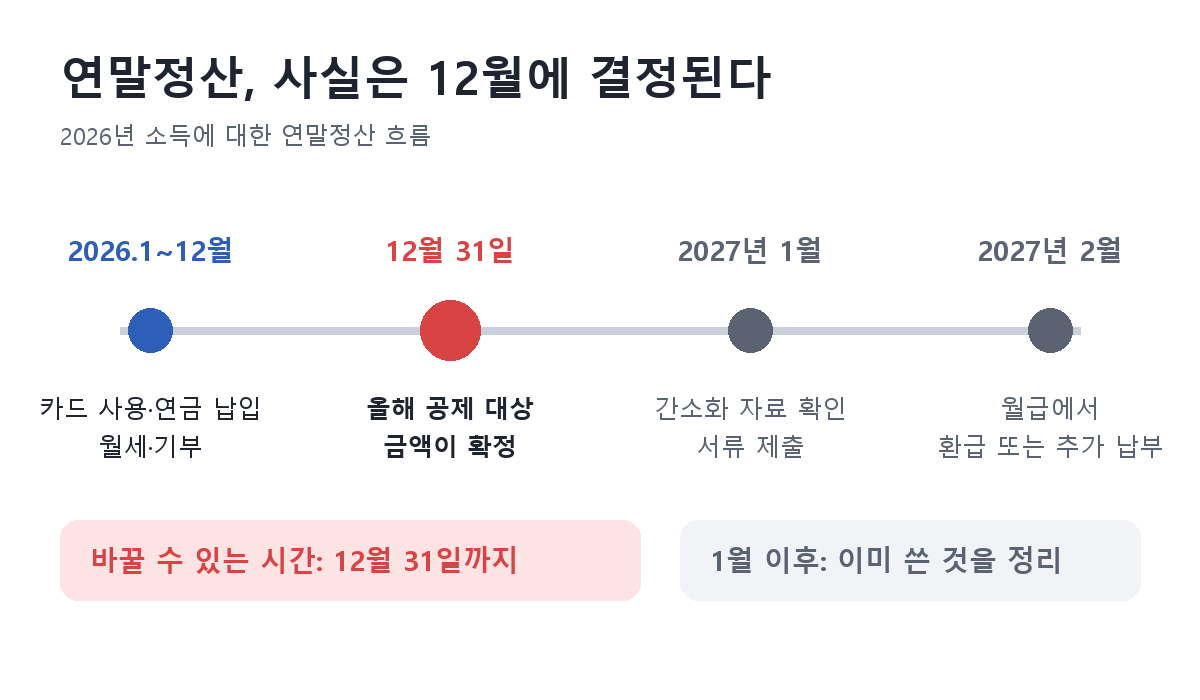 연말정산, 사실은 12월에 결정된다
2026년 소득에 대한 연말정산 흐름
2026.1~12월
12월 31일
2027년 1월
2027년 2월
카드 사용·연금 납입
월세·기부
올해 공제 대상
금액이 확정
간소화 자료 확인
서류 제출
월급에서
환급 또는 추가 납부
바꿀 수 있는 시간: 12월 31일까지
1월 이후: 이미 쓴 것을 정리